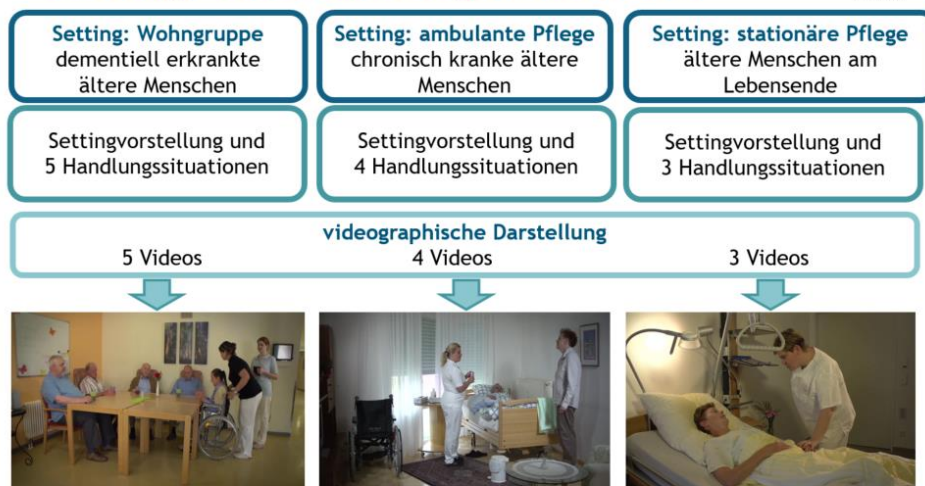 Setting: Wohngruppe
dementiell erkrankte
ältere Menschen
Setting: ambulante Pflege
chronisch kranke ältere
Menschen
Setting: stationäre Pflege
ältere Menschen am
Lebensende
Settingvorstellung und
5 Handlungssituationen
Settingvorstellung und
4 Handlungssituationen
Settingvorstellung und
3 Handlungssituationen
videographische Darstellung
5 Videos
4 Videos
3 Videos